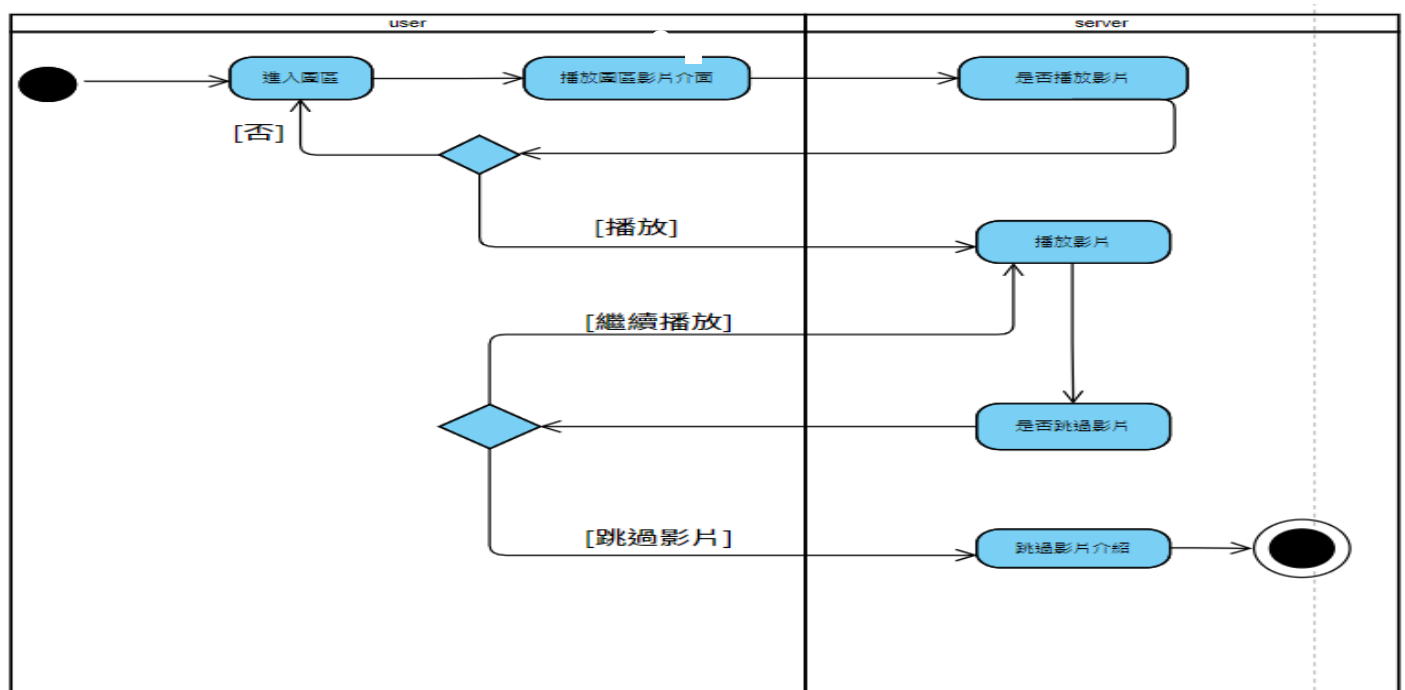 user
server
進入園區
播放園區影片介面
是否播放影片
[否]
[播放]
播放影片
[繼續播放]
是否跳過影片
[跳過影片]
跳過影片介紹